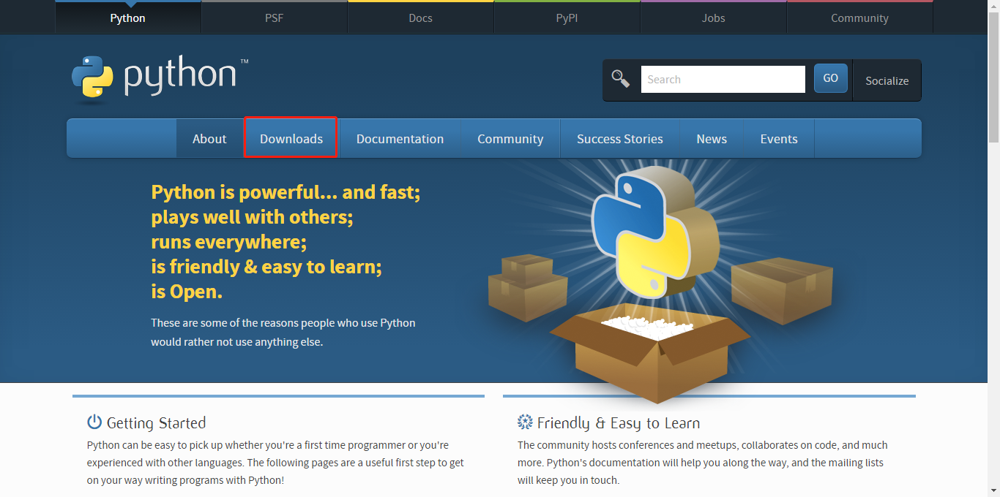 Python
PSF
Docs
PyPI
Jobs
Community
python™
Search
GO
Socialize
About
Downloads
Documentation
Community
Success Stories
News
Events
Python is powerful... and fast;
plays well with others;
runs everywhere;
is friendly & easy to learn;
is Open.
These are some of the reasons people who use Python
would rather not use anything else.
Getting Started
Python can be easy to pick up whether you're a first time programmer or you're
experienced with other languages. The following pages are a useful first step to get
on your way writing programs with Python!
Friendly & Easy to Learn
The community hosts conferences and meetups, collaborates on code, and much
more. Python's documentation will help you along the way, and the mailing lists
will keep you in touch.